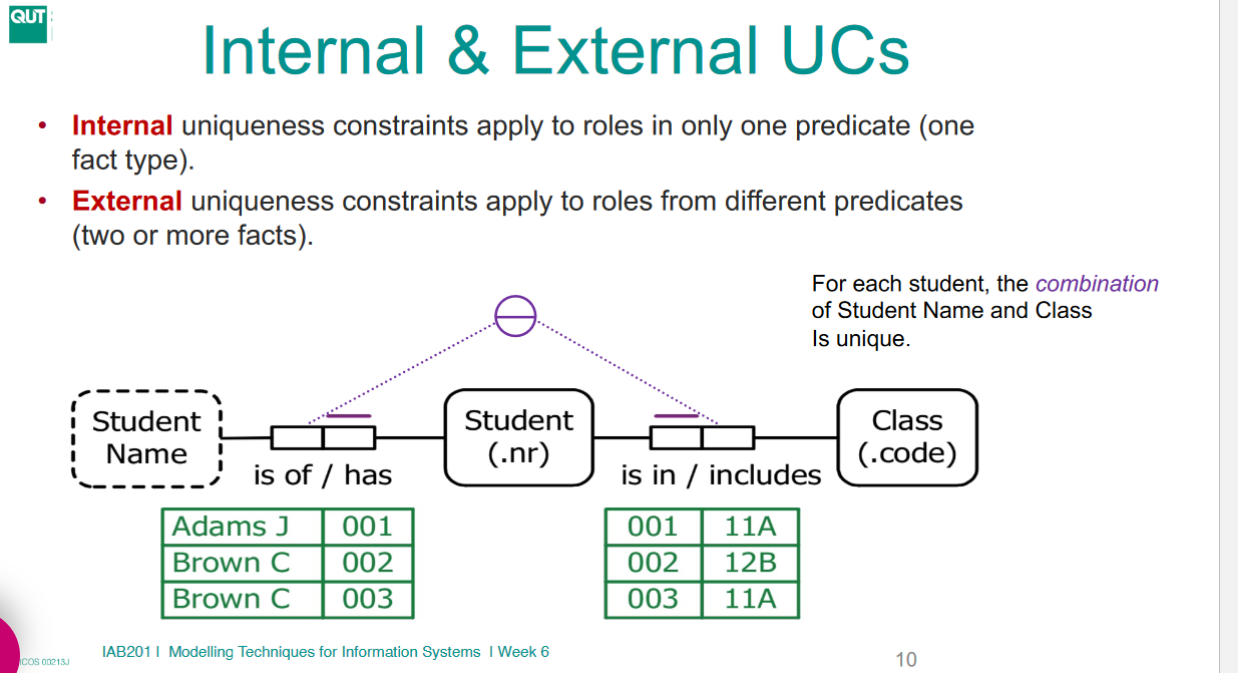 QUT
Internal & External UCs
• Internal uniqueness constraints apply to roles in only one predicate (one
fact type).
• External uniqueness constraints apply to roles from different predicates
(two or more facts).
For each student, the combination
of Student Name and Class
Is unique.
Student
Name
is of / has
Student
(.nr)
is in / includes
Class
(.code)
Adams J 001
Brown C 002
Brown C 003
001 11A
002 12B
003 11A
IAB201 I Modelling Techniques for Information Systems I Week 6
10
ICOS 00213J